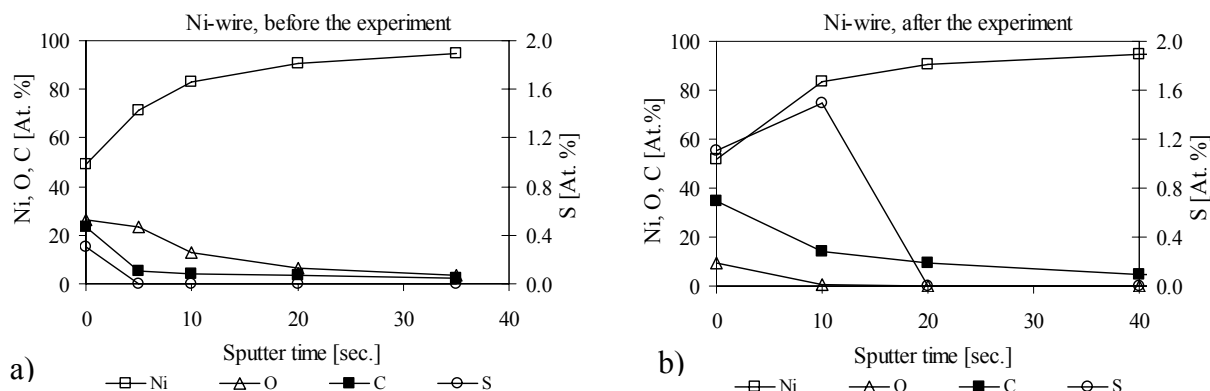 Ni-wire, before the experiment
100
80
60
40
20
0
Ni, O, C [At. %]
2.0
1.6
1.2
0.8
0.4
0.0
S [At. %]
0 10 20 30 40
Sputter time [sec.]
a)
Ni O C S
Ni-wire, after the experiment
100
80
60
40
20
0
Ni, O, C [At.%]
2.0
1.6
1.2
0.8
0.4
0.0
S [At. %]
0 10 20 30 40
Sputter time [sec.]
b)
Ni O C S